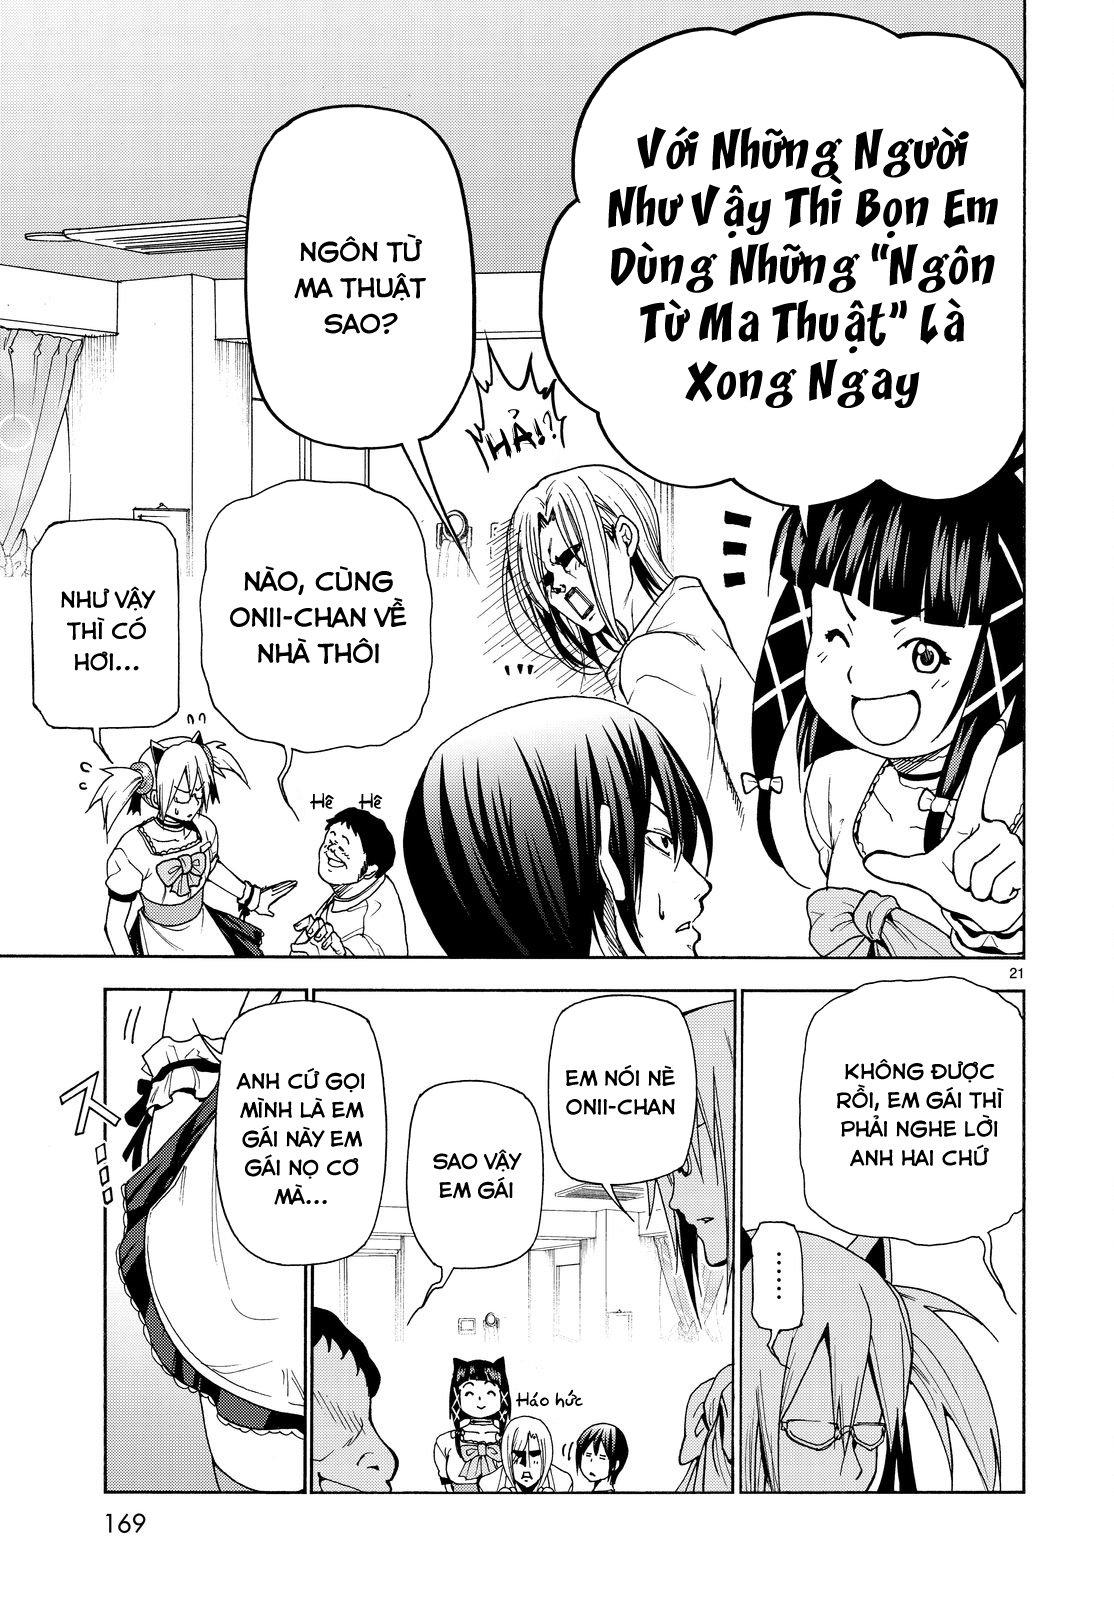 Với Những Người
Như Vậy Thì Bọn Em
Dùng Những “Ngôn
Từ Ma Thuật” Là
Xong Ngay
NGÔN TỪ
MA THUẬT
SAO?
HẢ!?
NÀO, CÙNG
ONII-CHAN VỀ
NHÀ THÔI
Hê Hê
NHƯ VẬY
THÌ CÓ
HƠI...
21
KHÔNG ĐƯỢC
RỒI, EM GÁI THÌ
PHẢI NGHE LỜI
ANH HAI CHỨ
......
EM NÓI NÈ
ONII-CHAN
SAO VẬY
EM GÁI
Háo hức
ANH CỨ GỌI
MÌNH LÀ EM
GÁI NÀY EM
GÁI NỌ CƠ
MÀ...
169